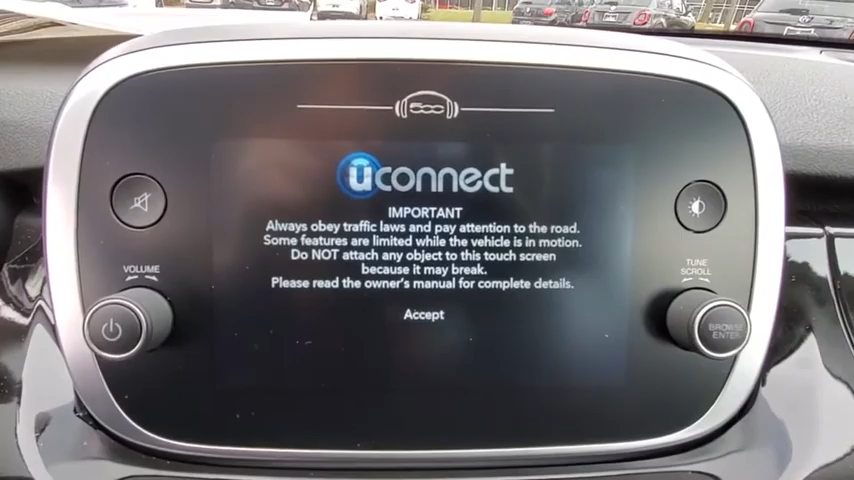 500
uconnect
IMPORTANT
Always obey traffic laws and pay attention to the road.
Some features are limited while the vehicle is in motion.
Do NOT attach any object to this touch screen
because it may break.
Please read the owner's manual for complete details.
Accept
VOLUME
TUNE
SCROLL
BROWSE
ENTER